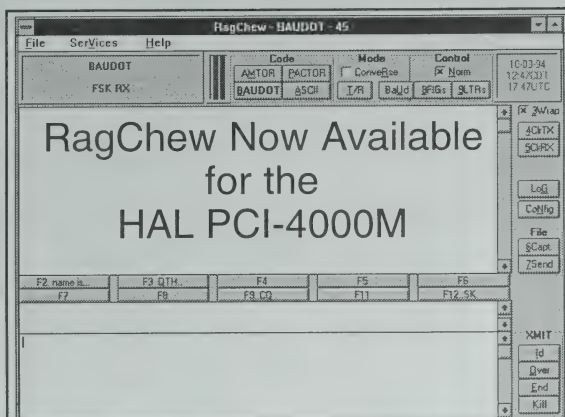 RagChew - BAUDOT - 45
File SerVices Help
BAUDOT
FSK RX
Code
AMTOR PACTOR
BAUDOT ASCII
Mode
ConveRse
T/R BaUd
Control
Norm
8FIGs 9LTRs
10-03-94
12:47CDT
17:47UTC
RagChew Now Available
for the
HAL PCI-4000M
3Wrap
4ClrTX
5ClrRX
LoG
CoNfig
File
6Capt.
7Send
F2 name is... F3 QTH.. F4 F5 F6
F7 F8 F9 CQ F11 F12..SK
XMIT
Id
Over
End
Kill